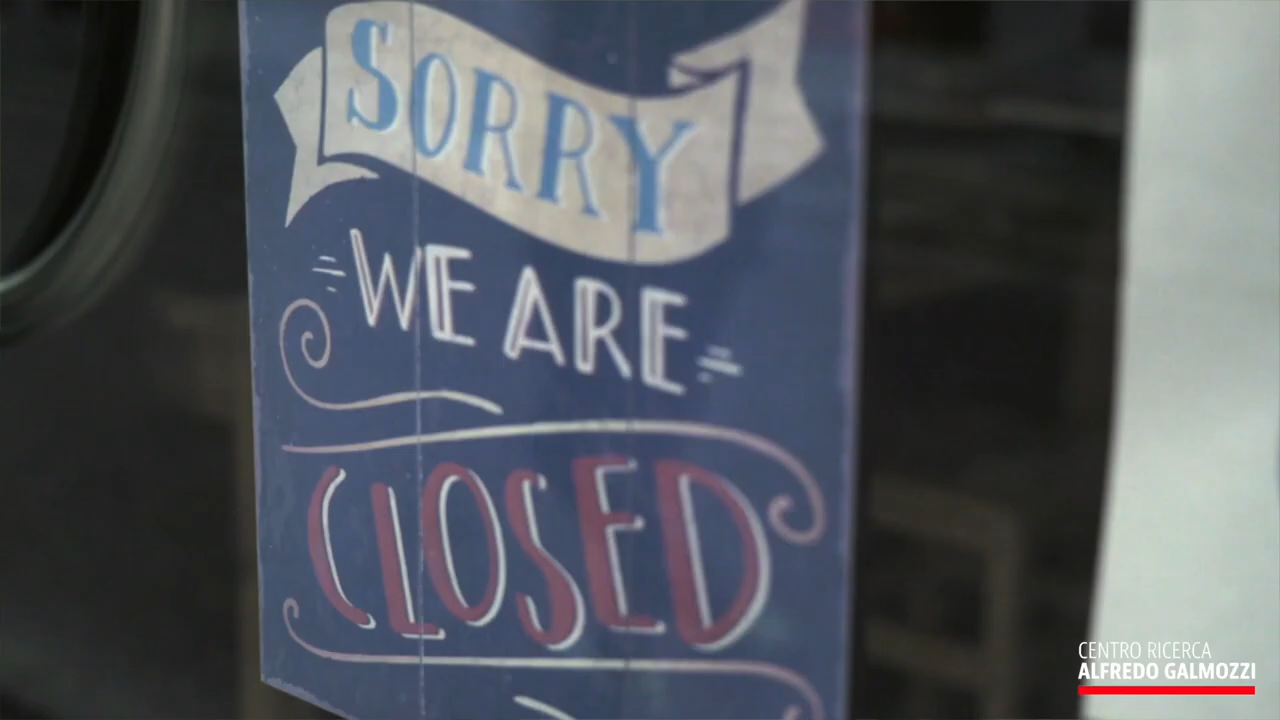 SORRY
WE ARE
CLOSED
CENTRO RICERCA
ALFREDO GALMOZZI